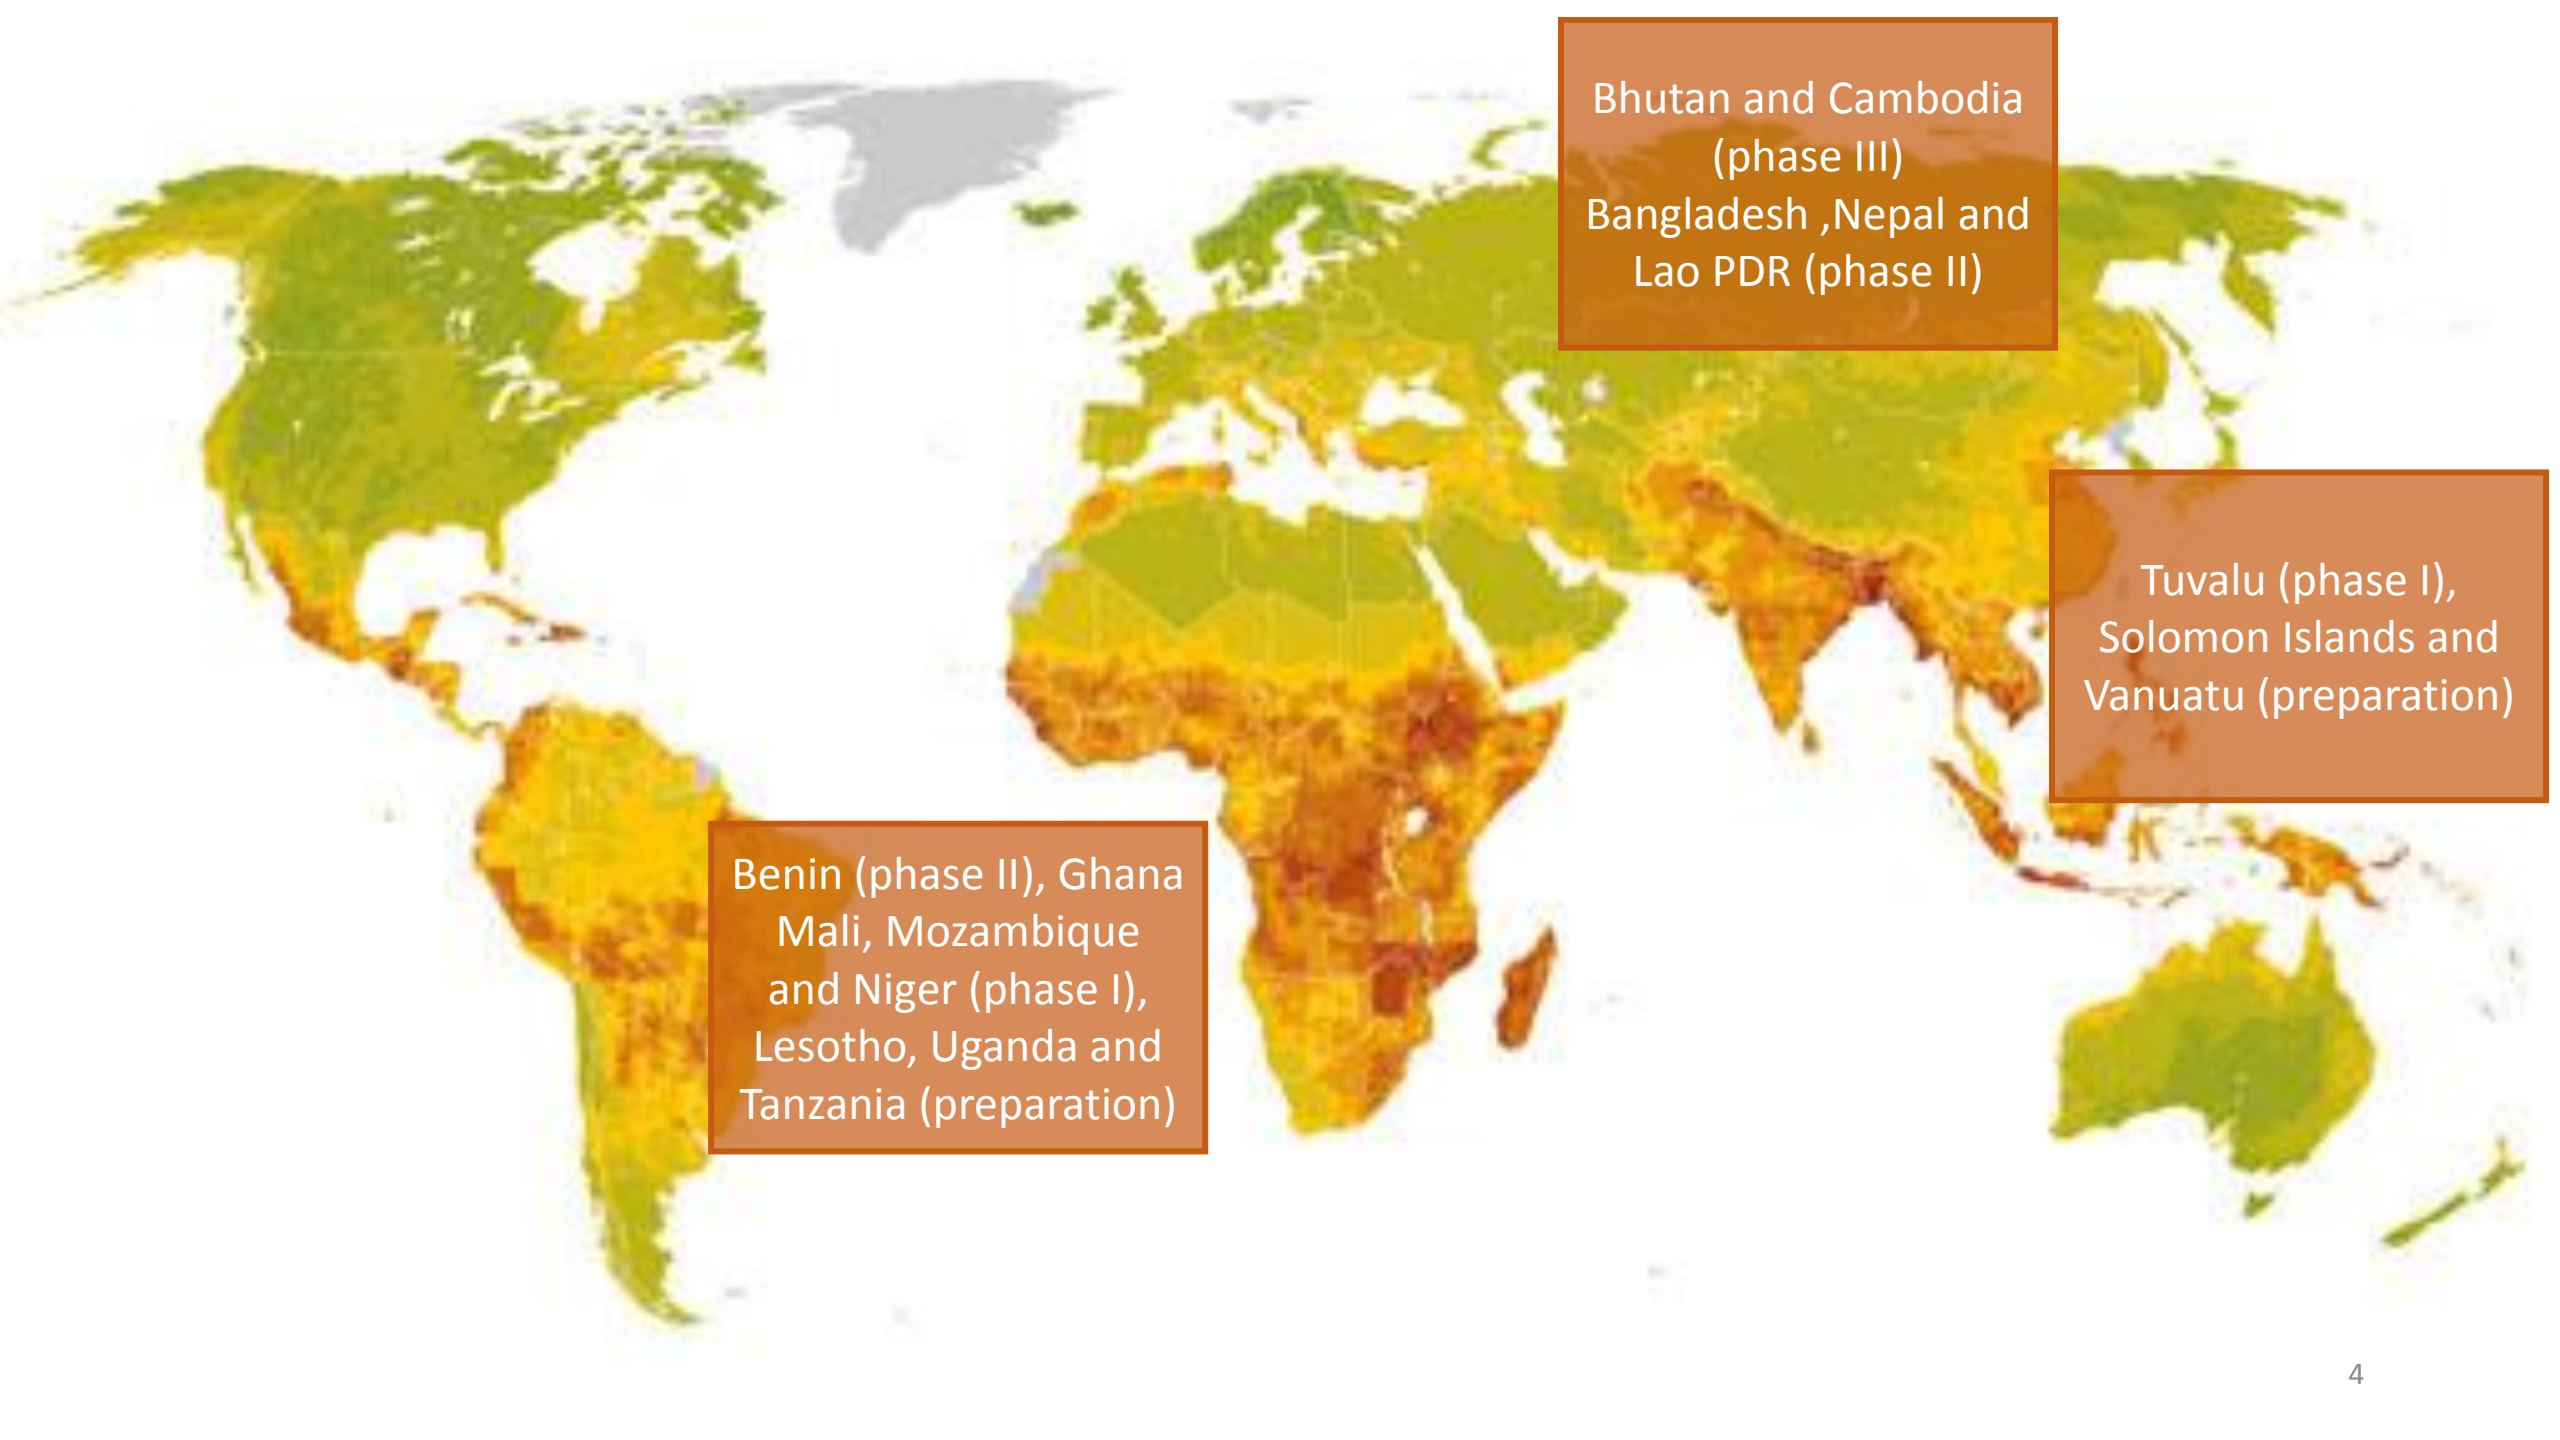 Bhutan and Cambodia
(phase III)
Bangladesh ,Nepal and
Lao PDR (phase II)
Tuvalu (phase I),
Solomon Islands and
Vanuatu (preparation)
Benin (phase II), Ghana
Mali, Mozambique
and Niger (phase I),
Lesotho, Uganda and
Tanzania (preparation)
4